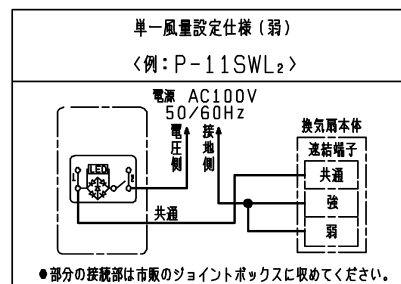 単一風量設定仕様（弱）
〈例：P-11SWL₂〉
電源 AC100V
50/60Hz
電圧側
接地側
換気扇本体
速結端子
共通
強
弱
LED
1
2
共通
●部分の接続部は市販のジョイントボックスに収めてください。